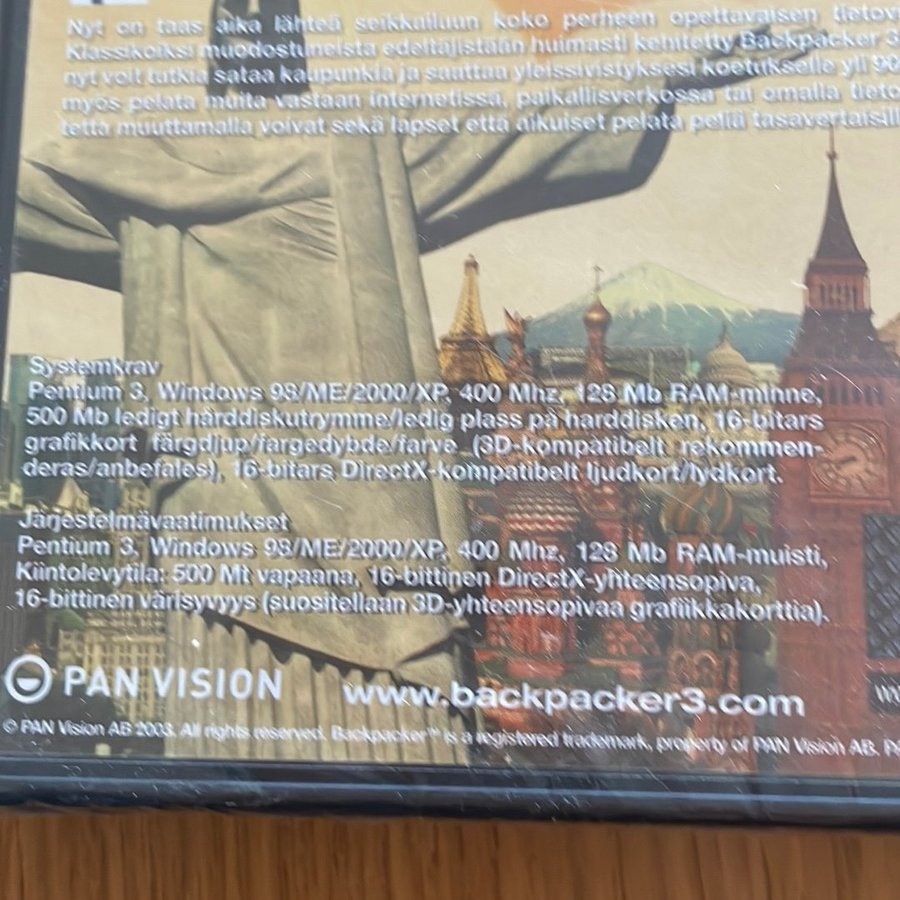 Nyt on taas aika lähteä seikkailuun koko perheen opettavaisen
Klassikoiksi muodostuneista edeltäjistään huimasti kehitetty Backpacker 3
nyt voit tutkia sataa kaupunkia ja saattaa yleissivistyksesi koetukselle yli 90
myös pelata muita vastaan internetissä, paikallisverkossa tai omalla
tetta muuttamalla voivat sekä lapset että aikuiset pelata peliä
Systemkrav
Pentium 3, Windows 98/ME/2000/XP, 400 Mhz, 128 Mb RAM-minne,
500 Mb ledigt hårddiskutrymme/ledig plass på harddisken, 16-bitars
grafikkort färgdjup/fargedybde/farve (3D-kompatibelt rekommen-
deras/anbefales), 16-bitars DirectX-kompatibelt ljudkort/lydkort.
Järjestelmävaatimukset
Pentium 3, Windows 98/ME/2000/XP, 400 Mhz, 128 Mb RAM-muisti,
Kiintolevytila: 500 Mt vapaana, 16-bittinen DirectX-yhteensopiva,
16-bittinen värisyvyys (suositellaan 3D-yhteensopivaa grafiikkakorttia).
PAN VISION www.backpacker3.com
© PAN Vision AB 2003. All rights reserved. Backpacker™ is a registered trademark, property of PAN Vision AB.